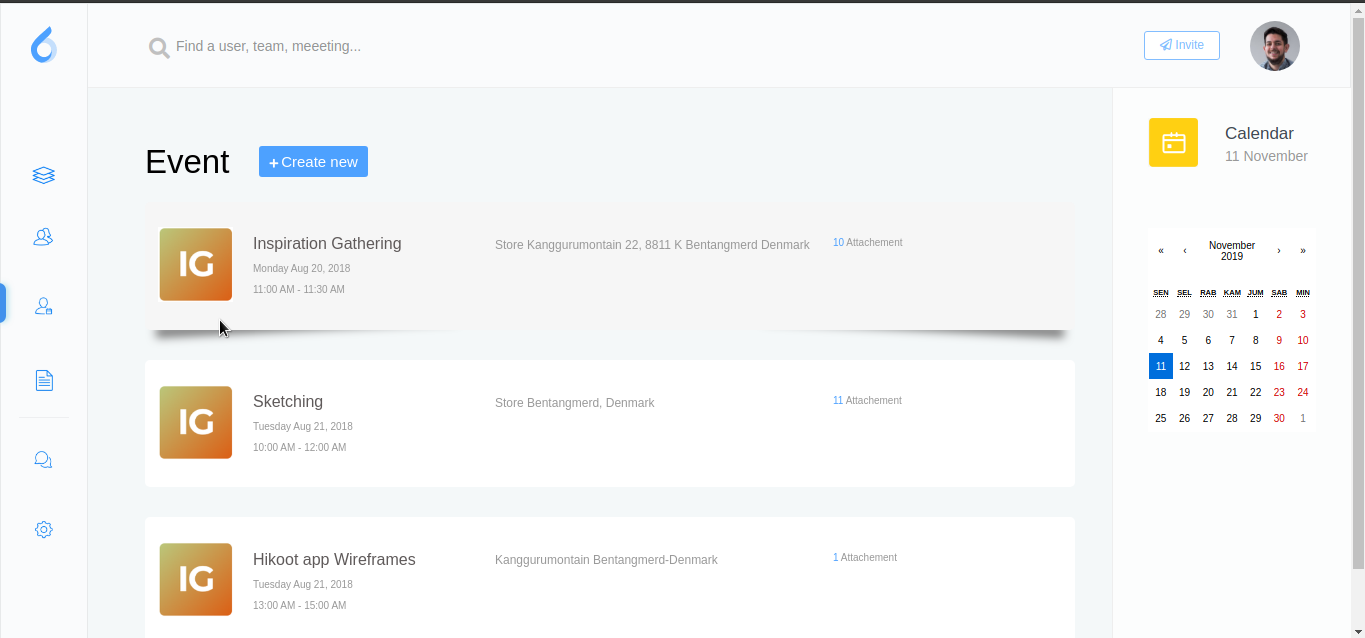 Find a user, team, meeeting...
Invite
Event
+ Create new
IG
Inspiration Gathering
Monday Aug 20, 2018
11:00 AM - 11:30 AM
Store Kanggurumontain 22, 8811 K Bentangmerd Denmark
10 Attachement
IG
Sketching
Tuesday Aug 21, 2018
10:00 AM - 12:00 AM
Store Bentangmerd, Denmark
11 Attachement
IG
Hikoot app Wireframes
Tuesday Aug 21, 2018
13:00 AM - 15:00 AM
Kanggurumontain Bentangmerd-Denmark
1 Attachement
Calendar
11 November
« ‹ November 2019 › »
SEN SEL RAB KAM JUM SAB MIN
28 29 30 31 1 2 3
4 5 6 7 8 9 10
11 12 13 14 15 16 17
18 19 20 21 22 23 24
25 26 27 28 29 30 1